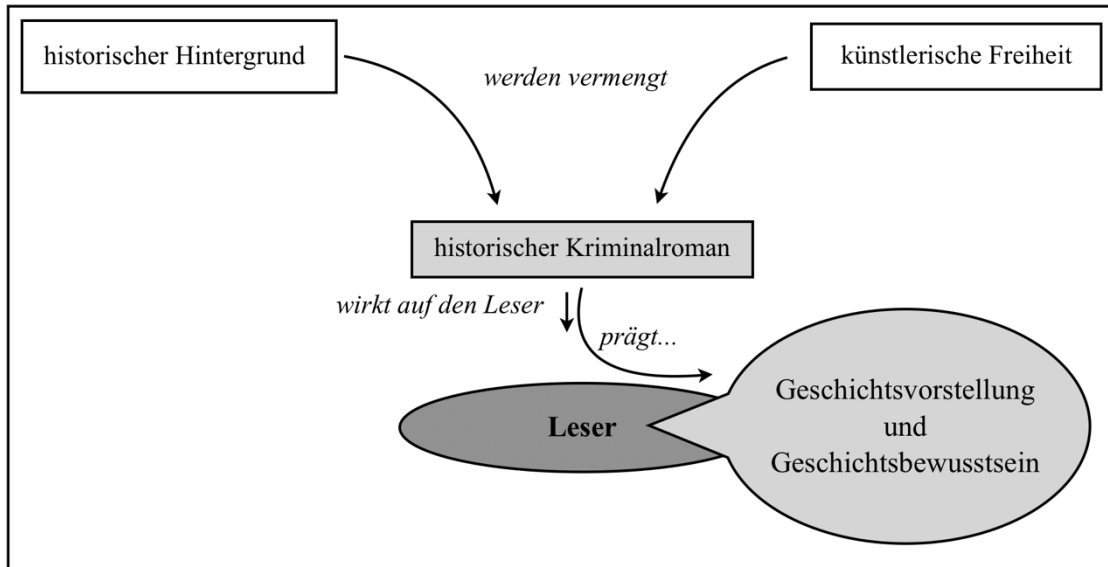 historischer Hintergrund
künstlerische Freiheit
werden vermengt
historischer Kriminalroman
wirkt auf den Leser
prägt...
Leser
Geschichtsvorstellung
und
Geschichtsbewusstsein